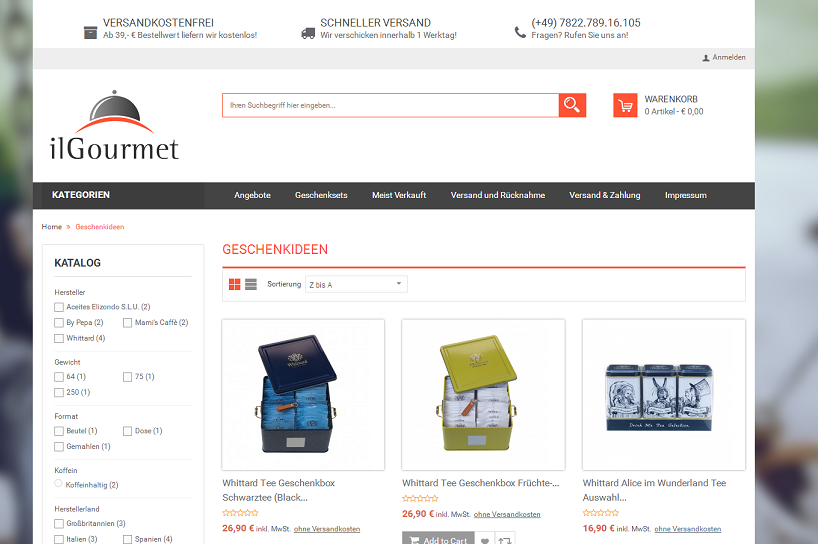 VERSANDKOSTENFREI
Ab 39,- € Bestellwert liefern wir kostenlos!
SCHNELLER VERSAND
Wir verschicken innerhalb 1 Werktag!
(+49) 7822.789.16.105
Fragen? Rufen Sie uns an!
Anmelden
ilGourmet
Ihren Suchbegriff hier eingeben...
WARENKORB
0 Artikel - € 0,00
KATEGORIEN
Angebote
Geschenksets
Meist Verkauft
Versand und Rücknahme
Versand & Zahlung
Impressum
Home » Geschenkideen
KATALOG
Hersteller
Aceites Elizondo S.L.U. (2)
By Pepa (2)
Mami's Caffè (2)
Whittard (4)
Gewicht
64 (1)
75 (1)
250 (1)
Format
Beutel (1)
Dose (1)
Gemahlen (1)
Koffein
Koffeinhaltig (2)
Herstellerland
Großbritannien (3)
Italien (3)
Spanien (4)
GESCHENKIDEEN
Sortierung
Z bis A
Whittard Tee Geschenkbox
Schwarztee (Black...
26,90 € inkl. MwSt. ohne Versandkosten
Whittard Tee Geschenkbox Früchte-...
26,90 € inkl. MwSt. ohne Versandkosten
Add to Cart
Drink Me Tea Selection.
Whittard Alice im Wunderland Tee
Auswahl...
16,90 € inkl. MwSt. ohne Versandkosten